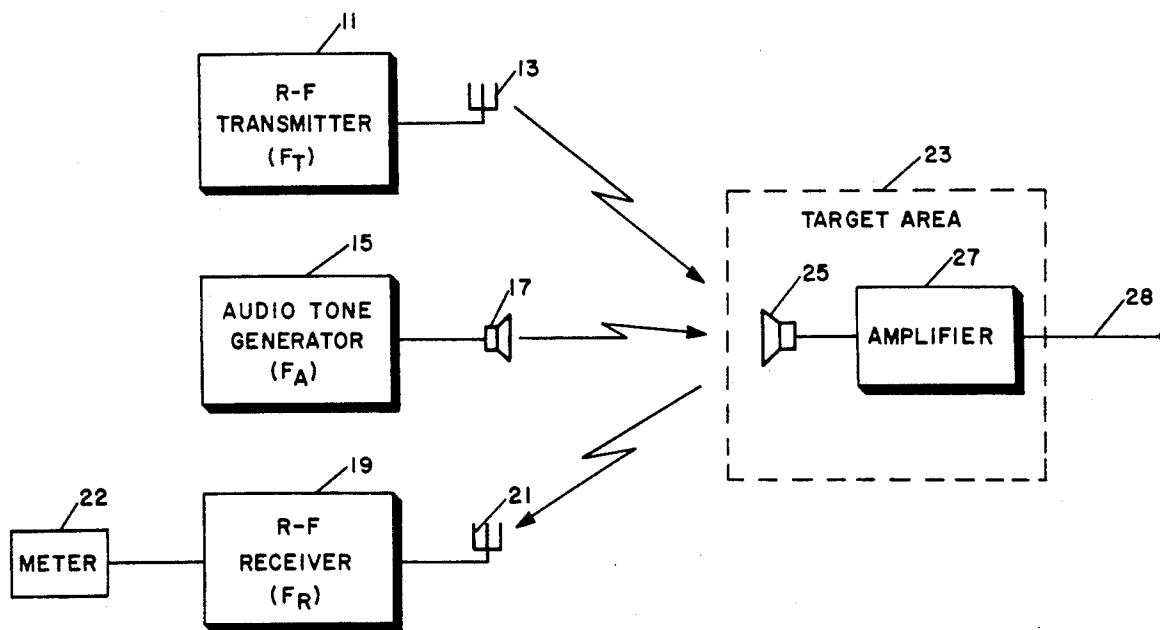 11
R-F
TRANSMITTER
(FT)
13
15
AUDIO TONE
GENERATOR
(FA)
17
19
R-F
RECEIVER
(FR)
21
22
METER
23
TARGET AREA
25
27
AMPLIFIER
28